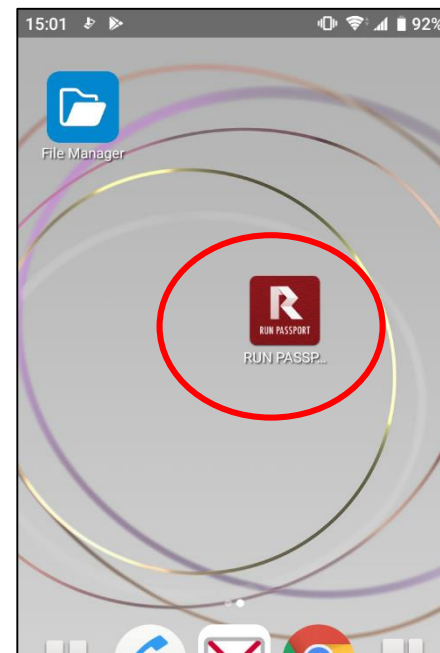 15:01
92%
File Manager
R
RUN PASSPORT
RUN PASSP...